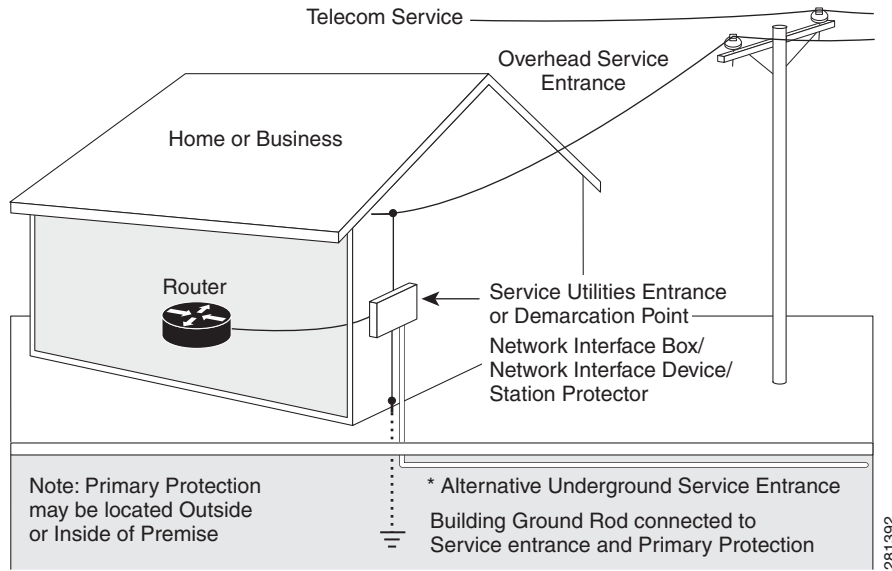 Telecom Service
Overhead Service
Entrance
Home or Business
Router
Service Utilities Entrance
or Demarcation Point
Network Interface Box/
Network Interface Device/
Station Protector
Note: Primary Protection
may be located Outside
or Inside of Premise
* Alternative Underground Service Entrance
Building Ground Rod connected to
Service entrance and Primary Protection
281392